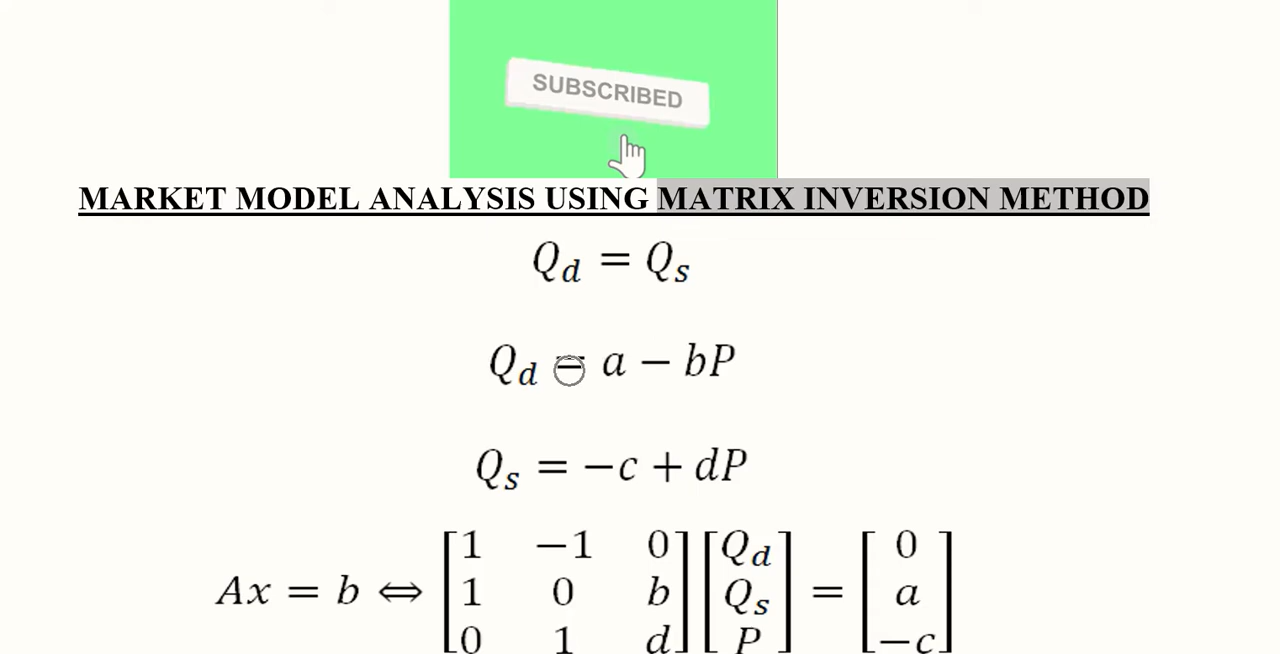 SUBSCRIBED
MARKET MODEL ANALYSIS USING MATRIX INVERSION METHOD
Q_d = Q_s
Q_d = a − bP
Q_s = −c + dP
Ax = b ⇔ [1 −1 0; 1 0 b; 0 1 d] [Q_d; Q_s; P] = [0; a; −c]